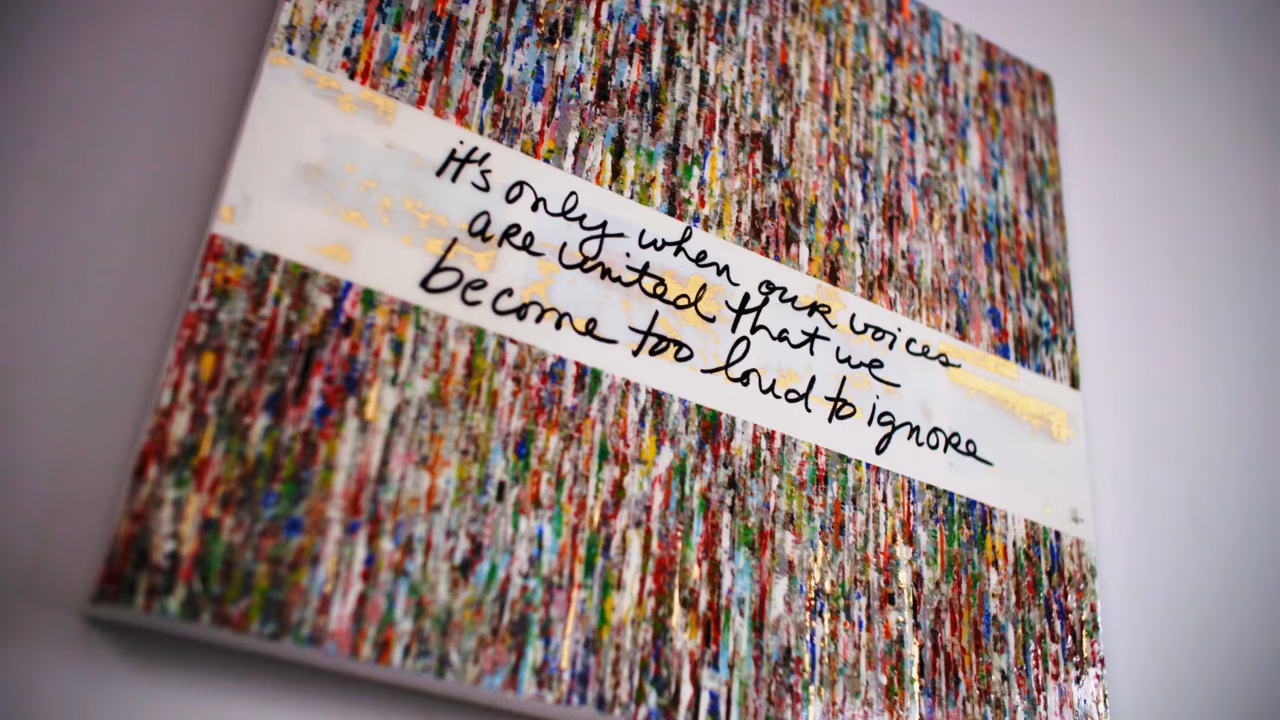 it's only when our voices
are united that we
become too loud to ignore